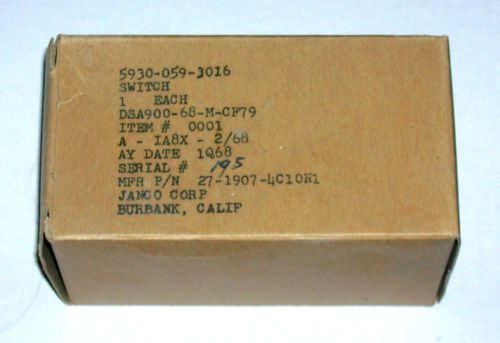 5930-059-3016
SWITCH
1 EACH
DSA900-68-M-CF79
ITEM # 0001
A - IA8X - 2/68
AY DATE 1Q68
SERIAL # 195
MFR P/N 27-1907-4C10N1
JANCO CORP
BURBANK, CALIF